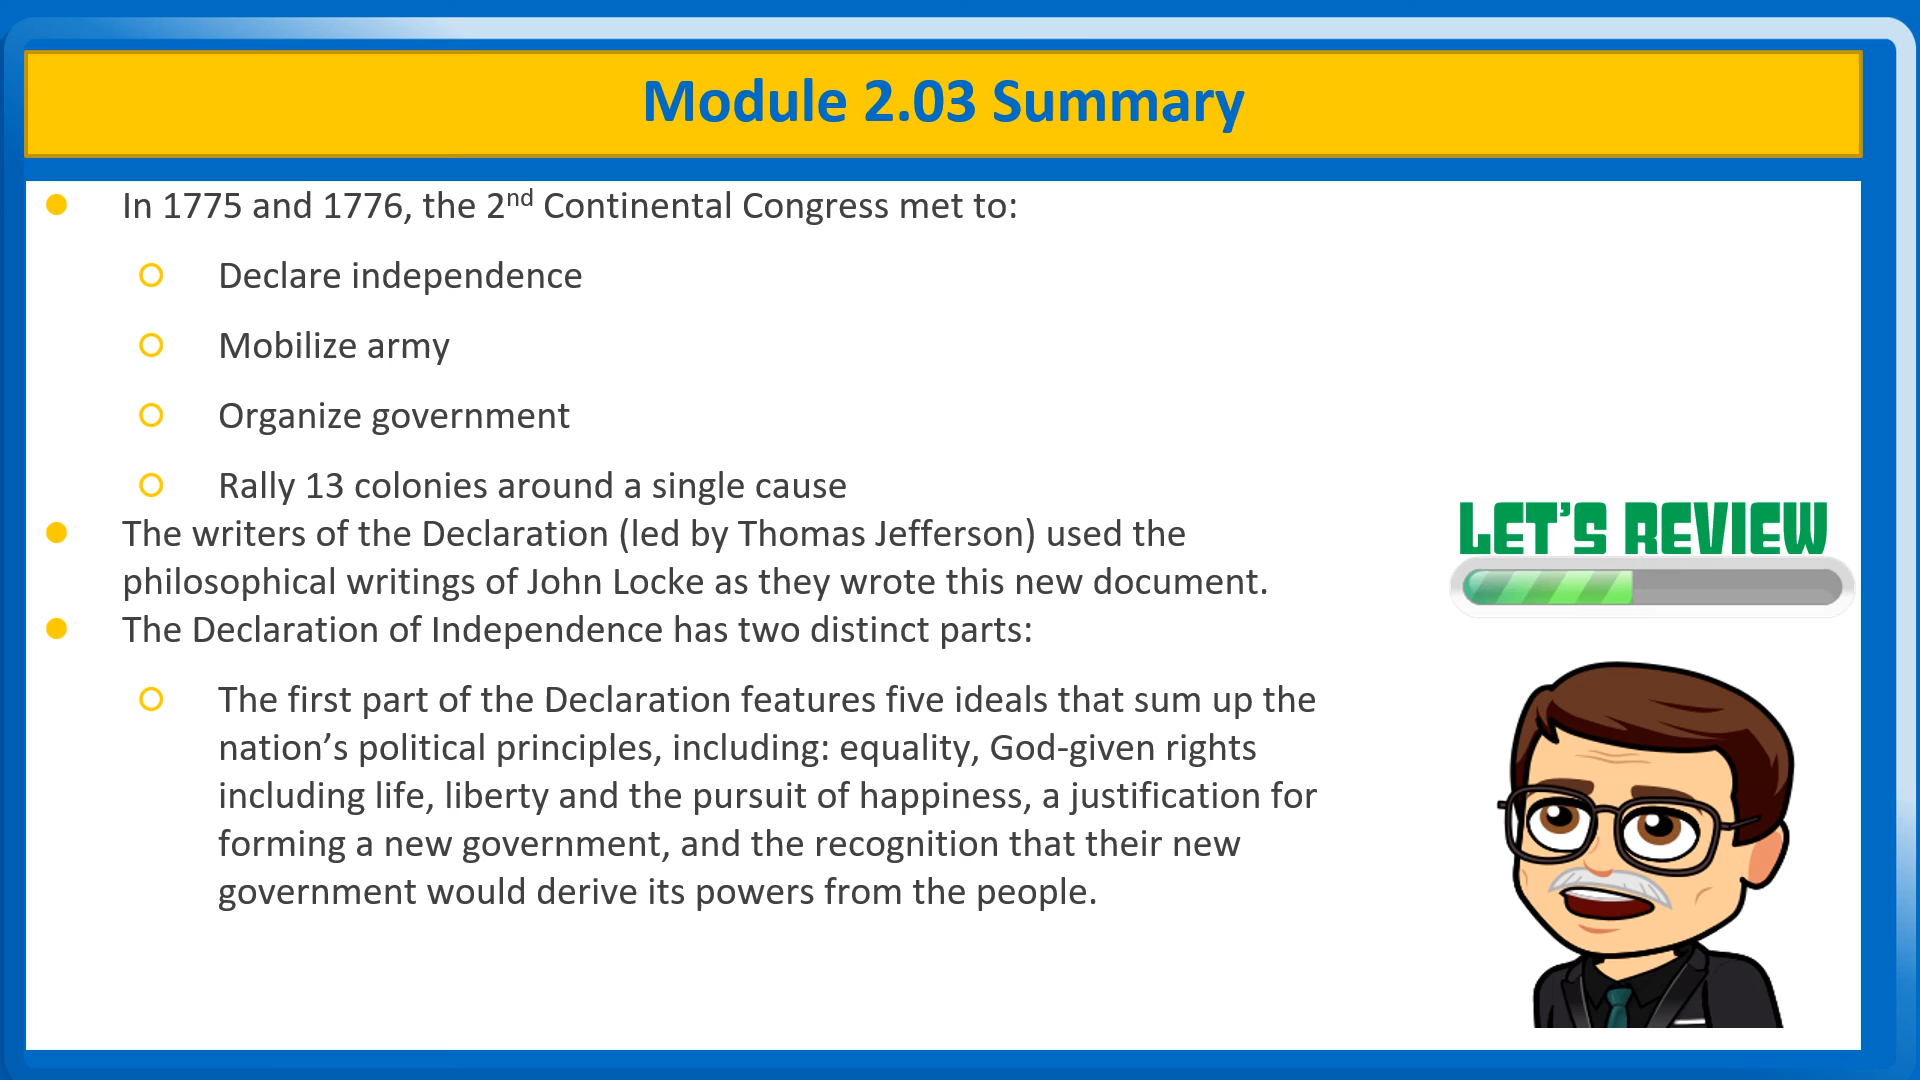 Module 2.03 Summary
In 1775 and 1776, the 2nd Continental Congress met to:
Declare independence
Mobilize army
Organize government
Rally 13 colonies around a single cause
The writers of the Declaration (led by Thomas Jefferson) used the
philosophical writings of John Locke as they wrote this new document.
The Declaration of Independence has two distinct parts:
The first part of the Declaration features five ideals that sum up the
nation’s political principles, including: equality, God-given rights
including life, liberty and the pursuit of happiness, a justification for
forming a new government, and the recognition that their new
government would derive its powers from the people.
LET’S REVIEW